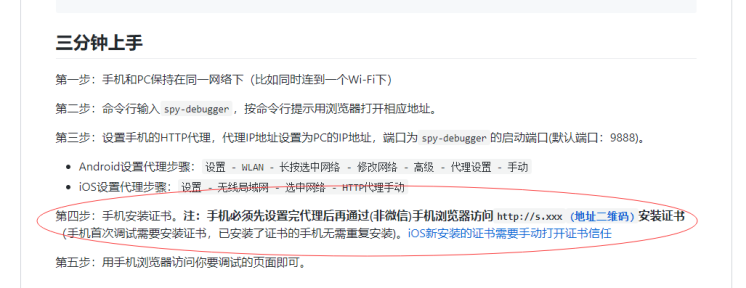 三分钟上手
第一步：手机和PC保持在同一网络下（比如同时连到一个Wi-Fi下）
第二步：命令行输入 spy-debugger ，按命令行提示用浏览器打开相应地址。
第三步：设置手机的HTTP代理，代理IP地址设置为PC的IP地址，端口为 spy-debugger 的启动端口(默认端口：9888)。
• Android设置代理步骤： 设置 - WLAN - 长按选中网络 - 修改网络 - 高级 - 代理设置 - 手动
• iOS设置代理步骤： 设置 - 无线局域网 - 选中网络 - HTTP代理手动
第四步：手机安装证书。注：手机必须先设置完代理后再通过(非微信)手机浏览器访问 http://s.xxx （地址二维码）安装证书
（手机首次调试需要安装证书，已安装了证书的手机无需重复安装)。iOS新安装的证书需要手动打开证书信任
第五步：用手机浏览器访问你要调试的页面即可。